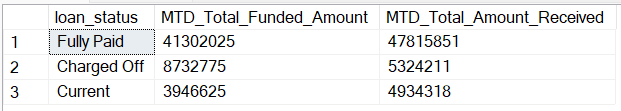 loan_status MTD_Total_Funded_Amount MTD_Total_Amount_Received
1 Fully Paid 41302025 47815851
2 Charged Off 8732775 5324211
3 Current 3946625 4934318